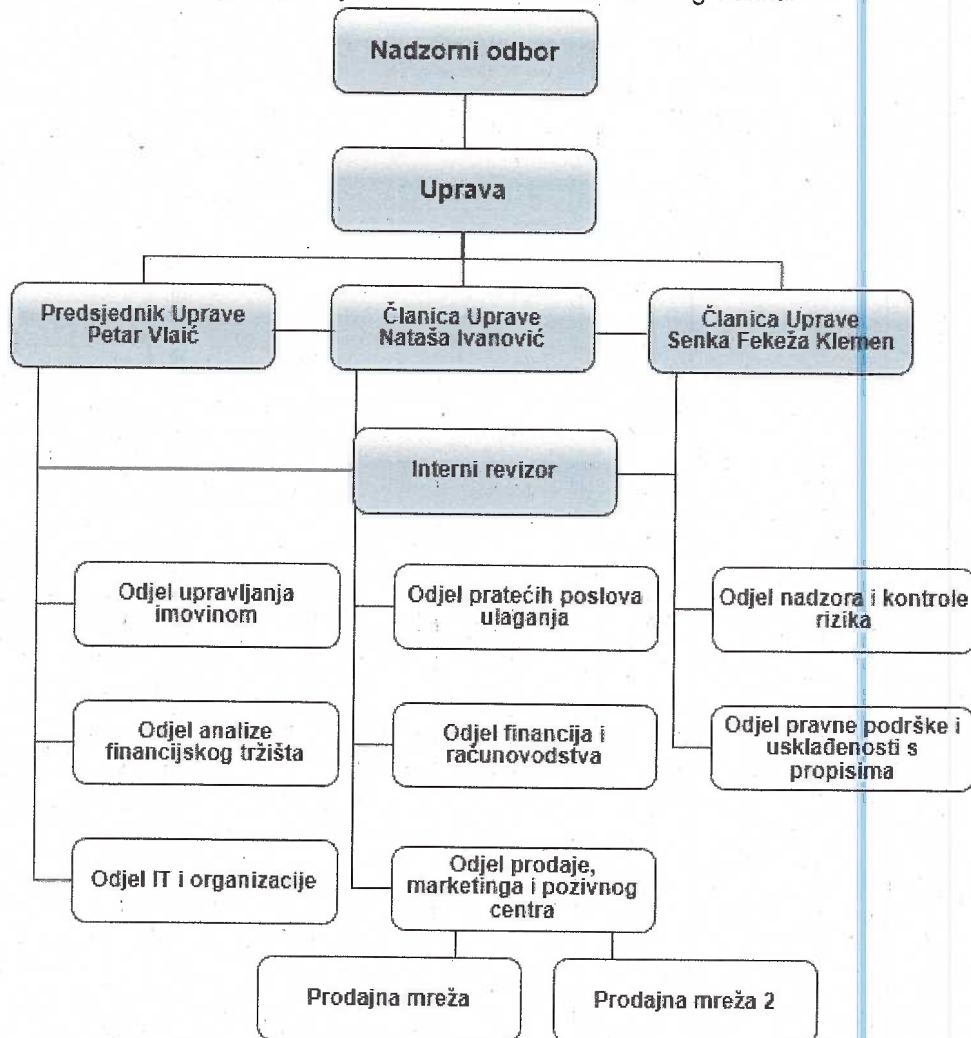 Nadzorni odbor
Uprava
Predsjednik Uprave
Petar Vlaić
Članica Uprave
Nataša Ivanović
Članica Uprave
Senka Fekeža Klemen
Interni revizor
Odjel upravljanja
imovinom
Odjel pratećih poslova
ulaganja
Odjel nadzora i kontrole
rizika
Odjel analize
financijskog tržišta
Odjel financija i
računovodstva
Odjel pravne podrške i
usklađenosti s
propisima
Odjel IT i organizacije
Odjel prodaje,
marketinga i pozivnog
centra
Prodajna mreža
Prodajna mreža 2